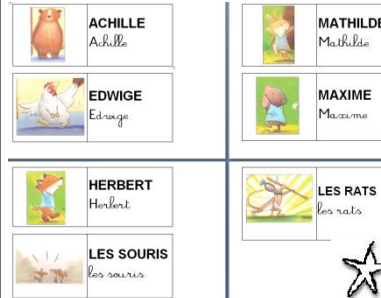 ACHILLE
Achille
EDWIGE
Edwige
MATHILDE
Mathilde
MAXIME
Maxime
HERBERT
Herbert
LES SOURIS
les souris
LES RATS
les rats